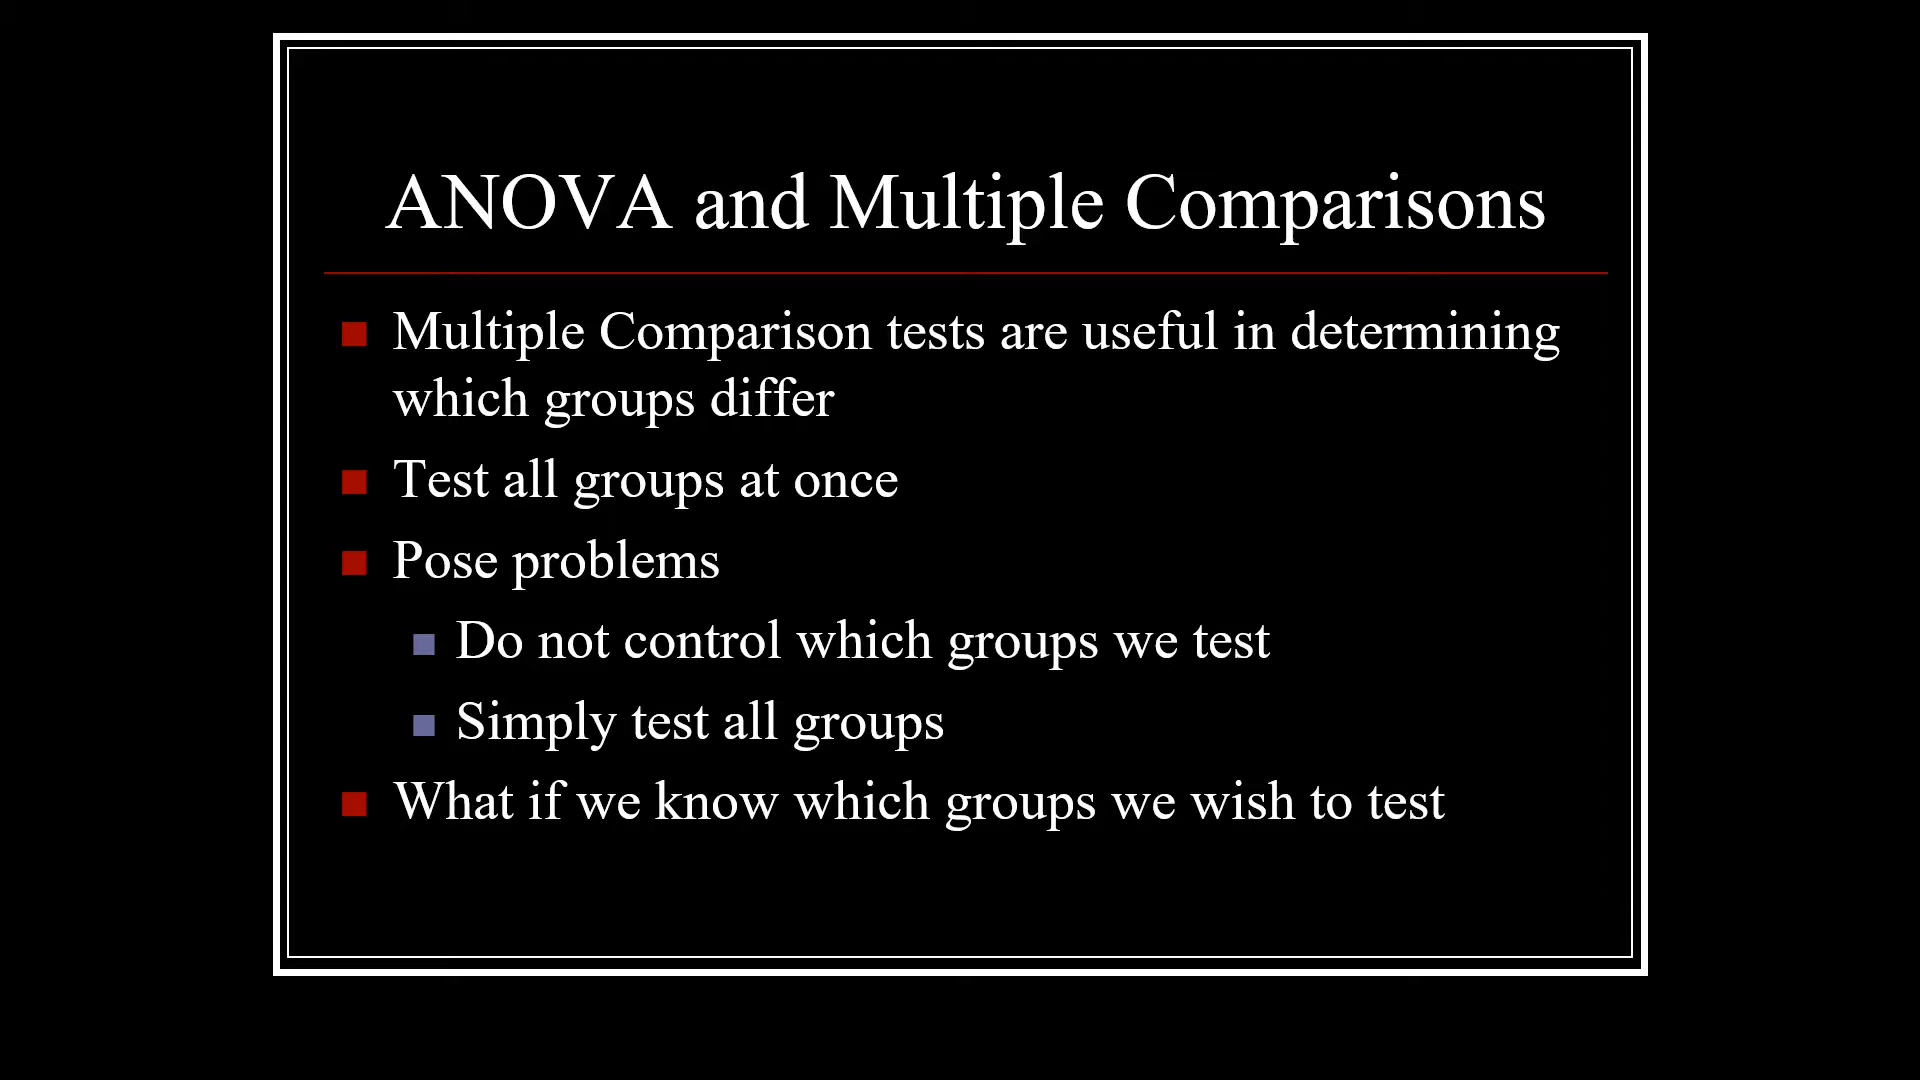 ANOVA and Multiple Comparisons
Multiple Comparison tests are useful in determining
which groups differ
Test all groups at once
Pose problems
Do not control which groups we test
Simply test all groups
What if we know which groups we wish to test